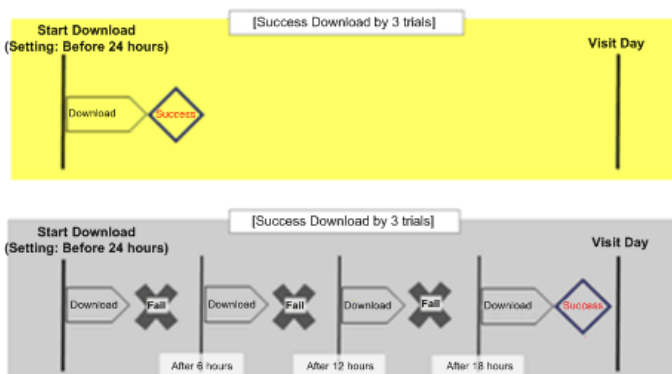 [Success Download by 3 trials]
Start Download
(Setting: Before 24 hours)
Visit Day
Download
Success
[Success Download by 3 trials]
Start Download
(Setting: Before 24 hours)
Visit Day
Download
Fail
Download
Fail
Download
Fail
Download
Success
After 6 hours
After 12 hours
After 18 hours